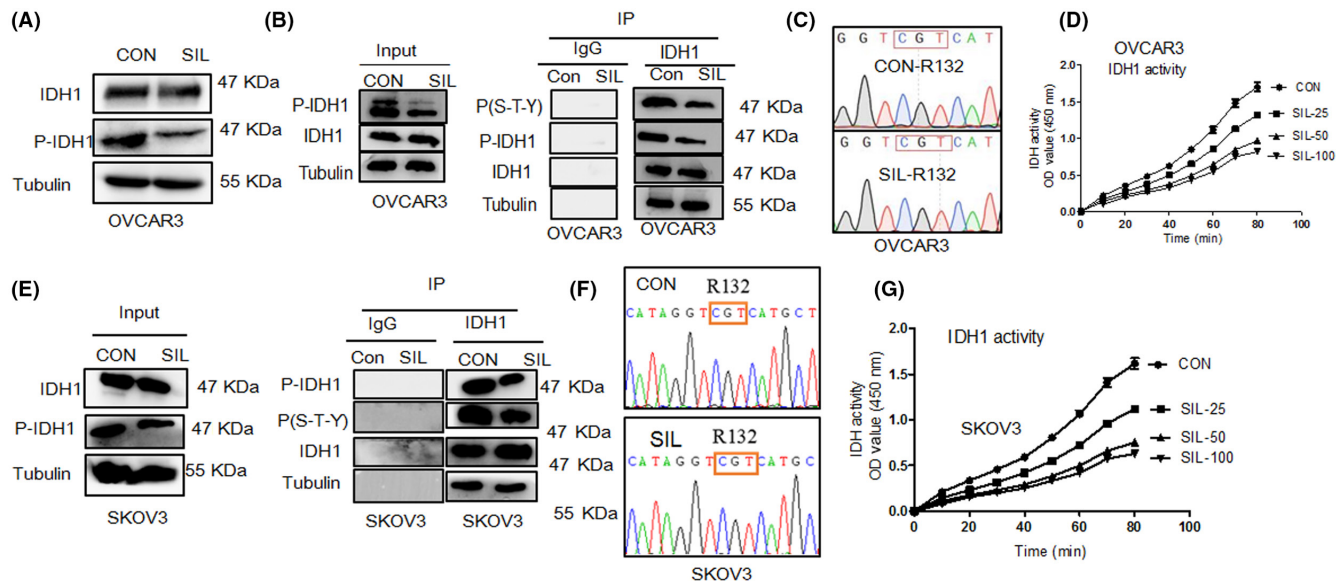 (A)
CON SIL
IDH1 47 KDa
P-IDH1 47 KDa
Tubulin 55 KDa
OVCAR3
(B)
Input
CON SIL
P-IDH1
IDH1
Tubulin
OVCAR3
IP
IgG IDH1
Con SIL Con SIL
P(S-T-Y) 47 KDa
P-IDH1 47 KDa
IDH1 47 KDa
Tubulin 55 KDa
OVCAR3 OVCAR3
(C)
G G T C G T C A T
CON-R132
G G T C G T C A T
SIL-R132
OVCAR3
(D)
OVCAR3
IDH1 activity
IDH activity
OD value (450 nm)
2.0
1.5
1.0
0.5
0.0
0 20 40 60 80 100
Time (min)
CON
SIL-25
SIL-50
SIL-100
(E)
Input
CON SIL
IDH1 47 KDa
P-IDH1 47 KDa
Tubulin 55 KDa
SKOV3
IP
IgG IDH1
Con SIL CON SIL
P-IDH1 47 KDa
P(S-T-Y) 47 KDa
IDH1 47 KDa
Tubulin
55 KDa
SKOV3 SKOV3
(F)
CON R132
C A T A G G T C G T C A T G C T
SIL R132
C A T A G G T C G T C A T G C
SKOV3
(G)
IDH1 activity
SKOV3
IDH activity
OD value (450 nm)
2.0
1.5
1.0
0.5
0.0
0 20 40 60 80 100
Time (min)
CON
SIL-25
SIL-50
SIL-100